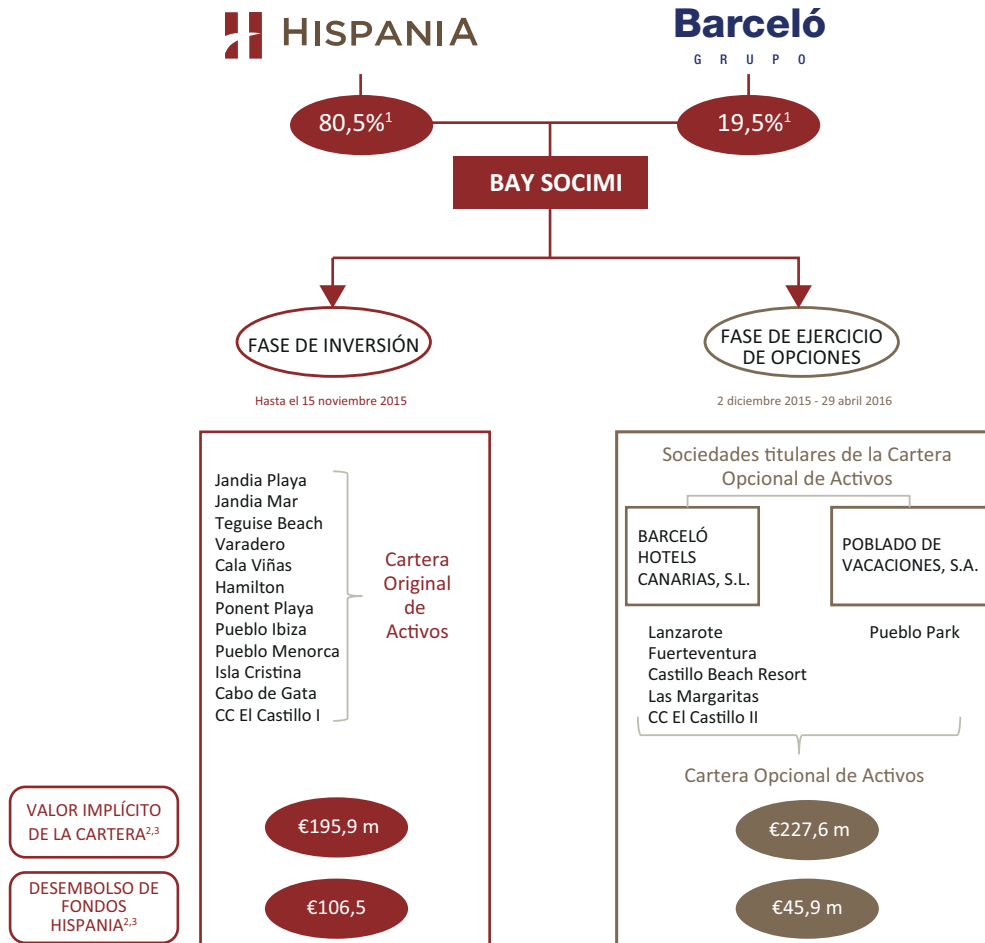 HISPANIA
Barceló
GRUPO
80,5%¹
19,5%¹
BAY SOCIMI
FASE DE INVERSIÓN
FASE DE EJERCICIO
DE OPCIONES
Hasta el 15 noviembre 2015
2 diciembre 2015 - 29 abril 2016
Jandia Playa
Jandia Mar
Teguise Beach
Varadero
Cala Viñas
Hamilton
Ponent Playa
Pueblo Ibiza
Pueblo Menorca
Isla Cristina
Cabo de Gata
CC El Castillo I
Cartera
Original
de
Activos
Sociedades titulares de la Cartera
Opcional de Activos
BARCELÓ
HOTELS
CANARIAS, S.L.
POBLADO DE
VACACIONES, S.A.
Lanzarote
Fuerteventura
Castillo Beach Resort
Las Margaritas
CC El Castillo II
Pueblo Park
Cartera Opcional de Activos
VALOR IMPLÍCITO
DE LA CARTERA²,³
€195,9 m
€227,6 m
DESEMBOLSO DE
FONDOS
HISPANIA²,³
€106,5
€45,9 m